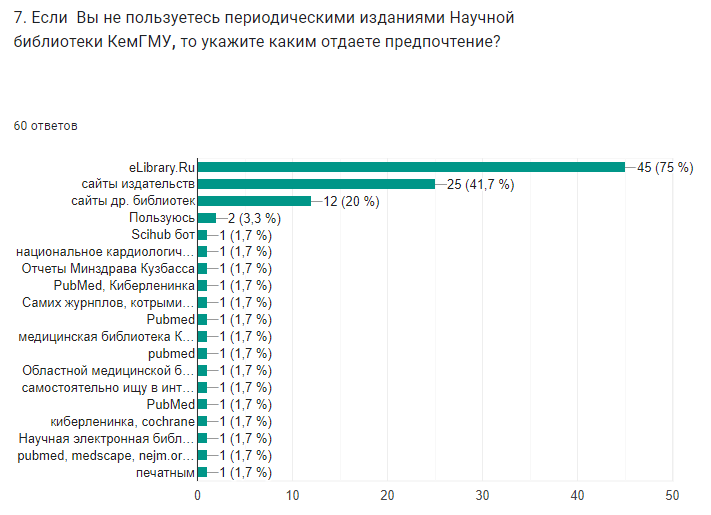 7. Если Вы не пользуетесь периодическими изданиями Научной
библиотеки КемГМУ, то укажите каким отдаете предпочтение?
60 ответов
eLibrary.Ru 45 (75 %)
сайты издательств 25 (41,7 %)
сайты др. библиотек 12 (20 %)
Пользуюсь 2 (3,3 %)
Scihub бот 1 (1,7 %)
национальное кардиологич… 1 (1,7 %)
Отчеты Минздрава Кузбасса 1 (1,7 %)
PubMed, Киберленинка 1 (1,7 %)
Самих журнплов, котрыми… 1 (1,7 %)
Pubmed 1 (1,7 %)
медицинская библиотека К… 1 (1,7 %)
pubmed 1 (1,7 %)
Областной медицинской б… 1 (1,7 %)
самостоятельно ищу в инт… 1 (1,7 %)
PubMed 1 (1,7 %)
киберленинка, cochrane 1 (1,7 %)
Научная электронная библ… 1 (1,7 %)
pubmed, medscape, nejm.or… 1 (1,7 %)
печатным 1 (1,7 %)
0 10 20 30 40 50